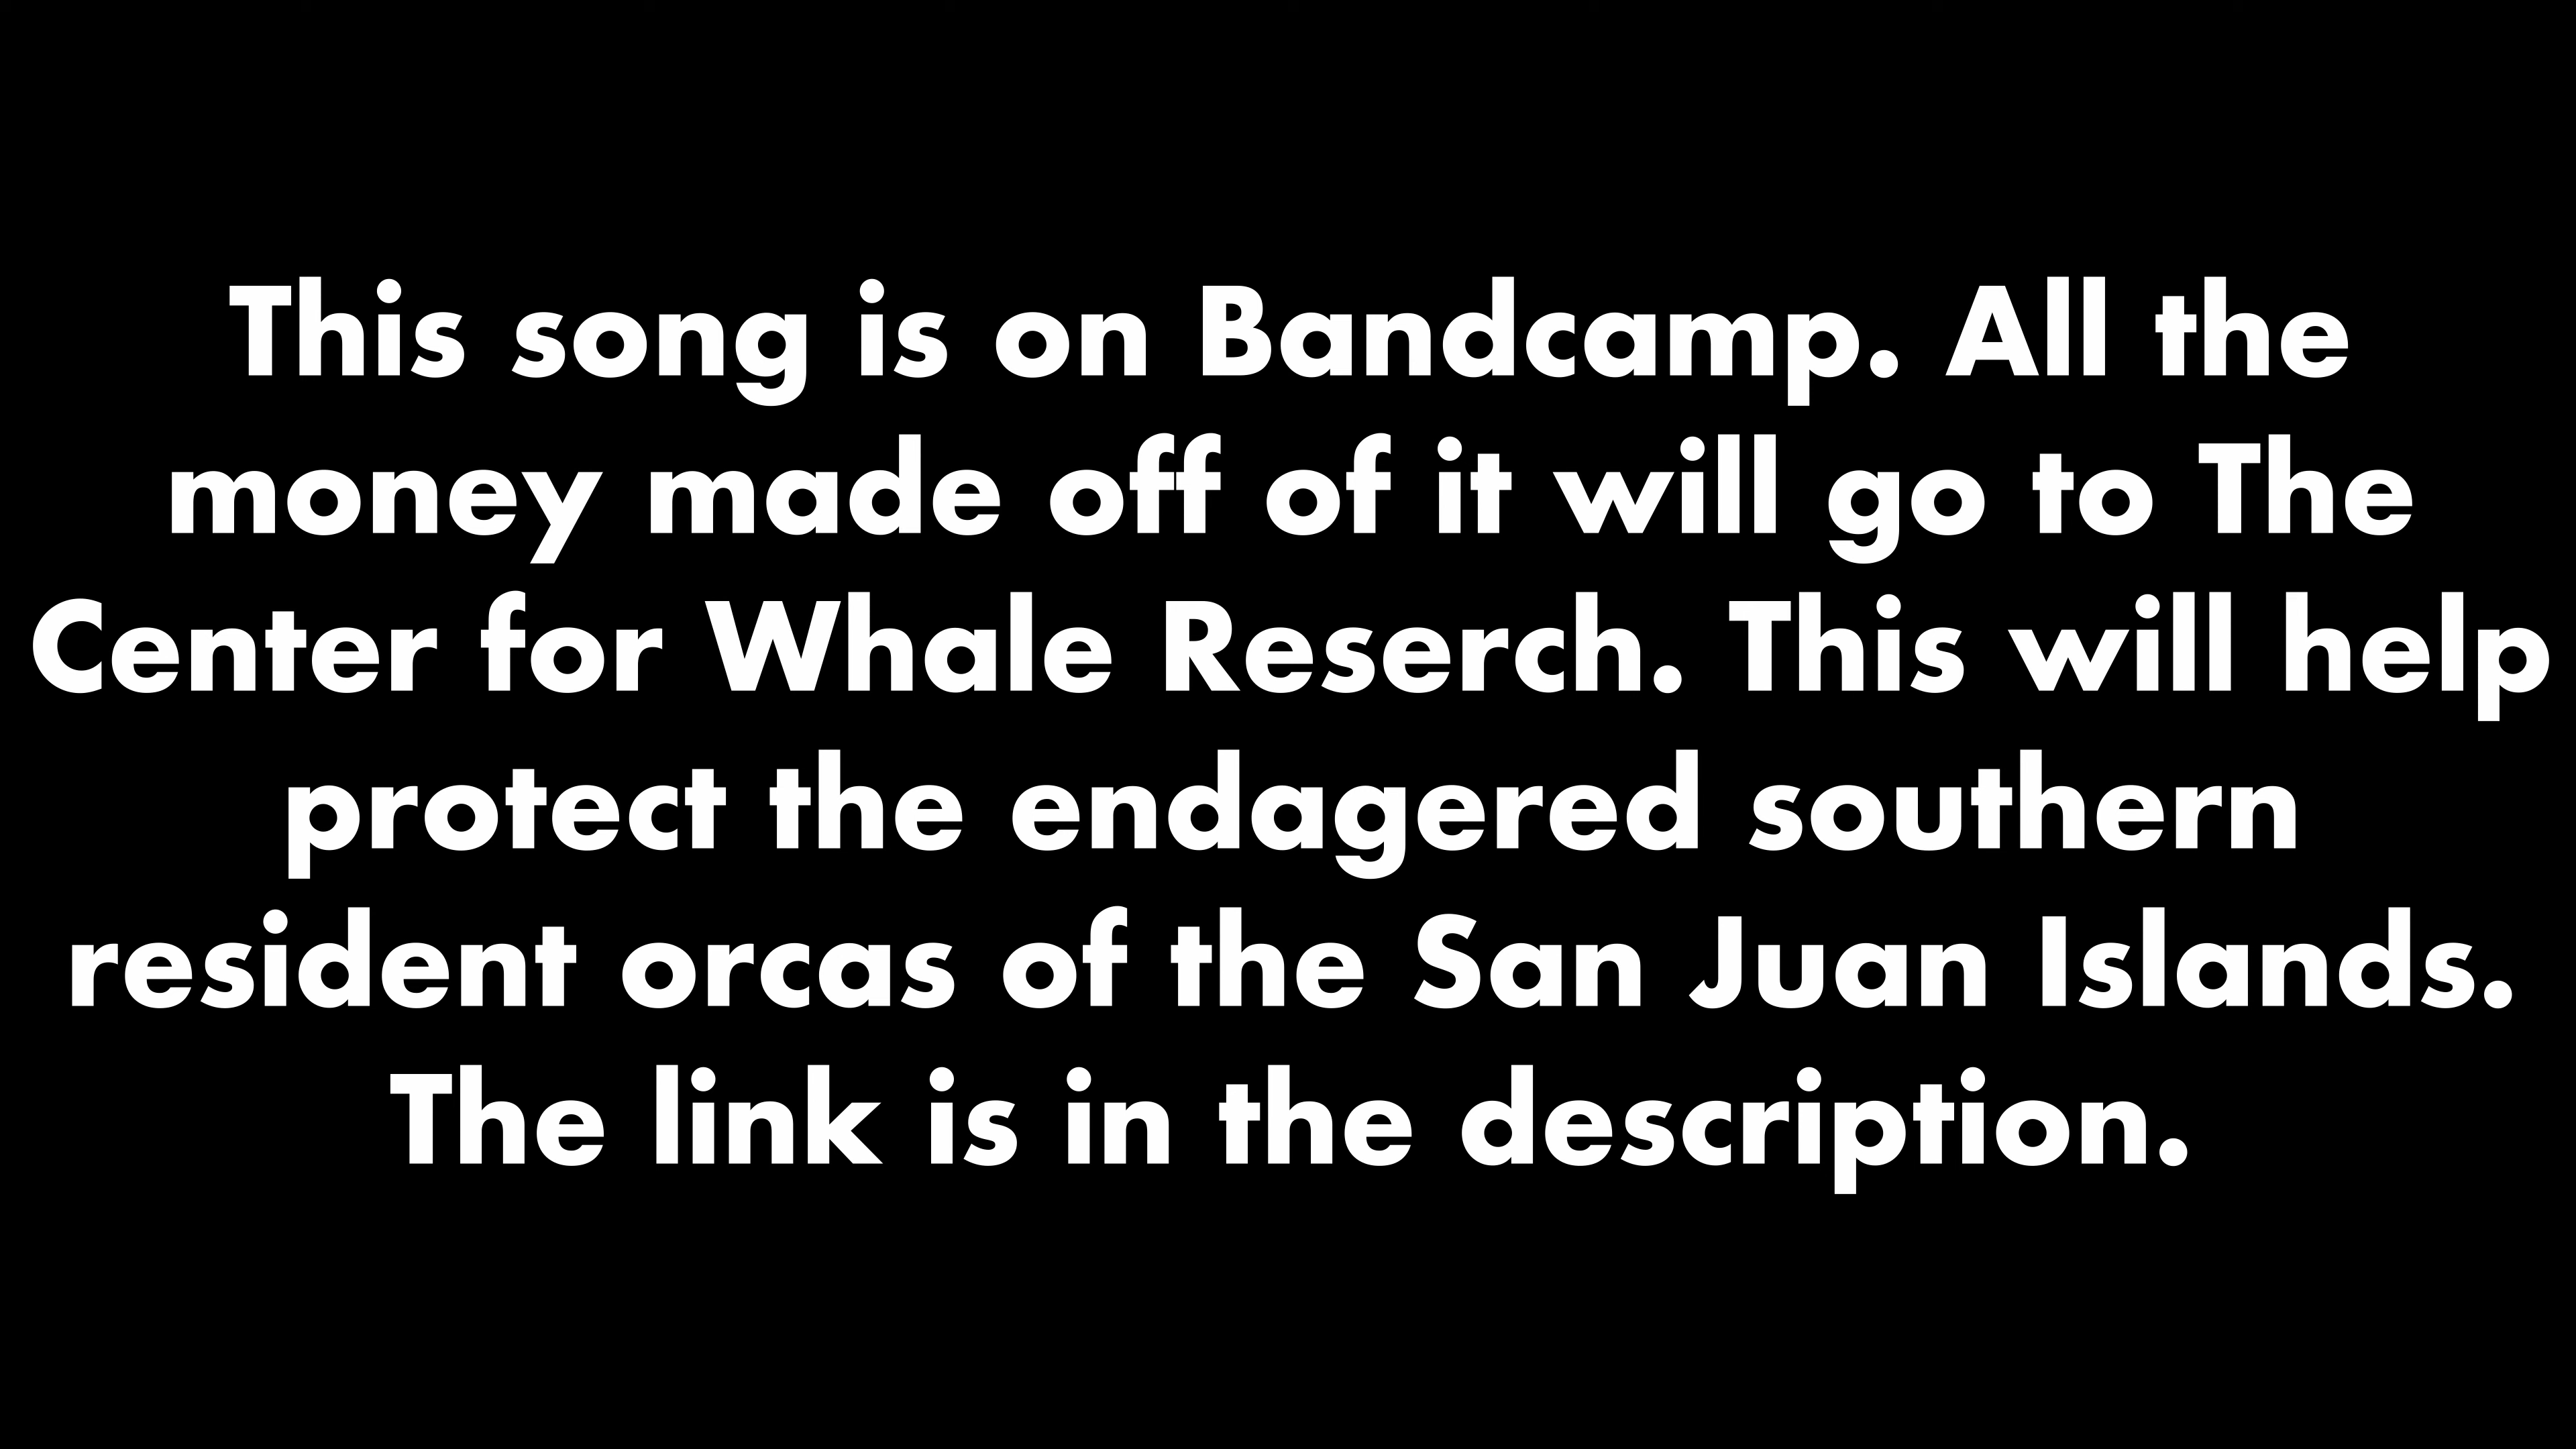 This song is on Bandcamp. All the
money made off of it will go to The
Center for Whale Reserch. This will help
protect the endagered southern
resident orcas of the San Juan Islands.
The link is in the description.